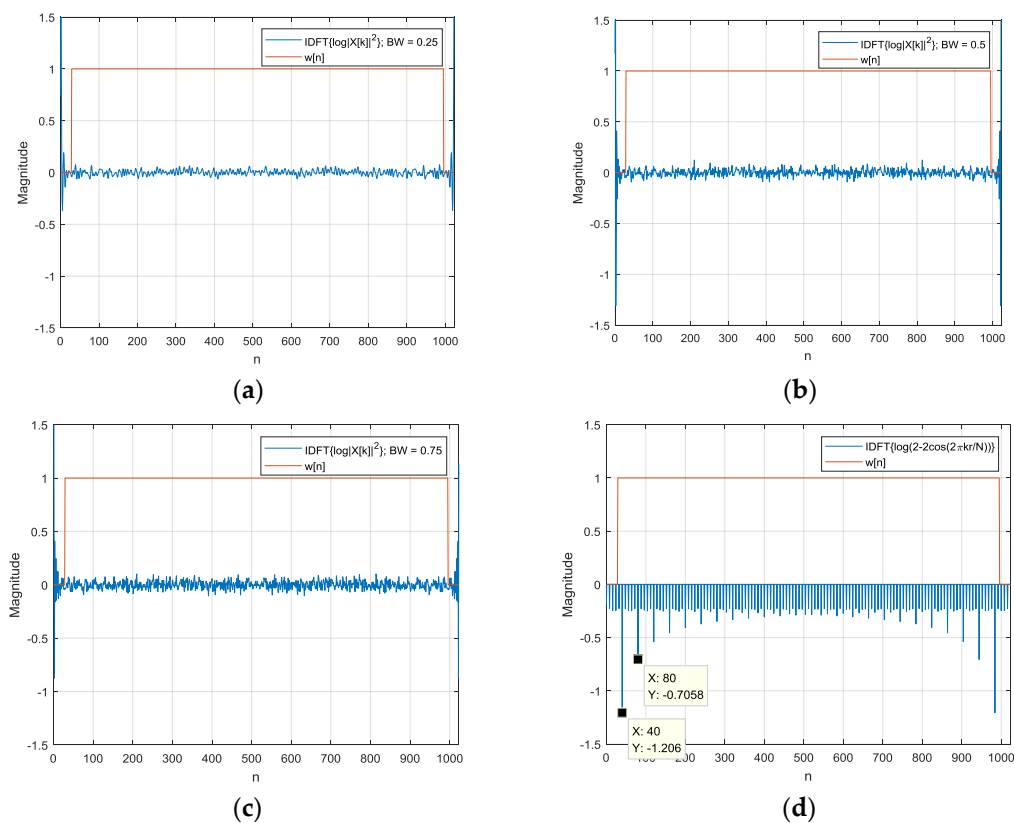 1.5
1
0.5
0
-0.5
-1
-1.5
Magnitude
IDFT{log|X[k]|²}; BW = 0.25
w[n]
0 100 200 300 400 500 600 700 800 900 1000
n
(a)
1.5
1
0.5
0
-0.5
-1
-1.5
Magnitude
IDFT{log|X[k]|²}; BW = 0.5
w[n]
0 100 200 300 400 500 600 700 800 900 1000
n
(b)
1.5
1
0.5
0
-0.5
-1
-1.5
Magnitude
IDFT{log|X[k]|²}; BW = 0.75
w[n]
0 100 200 300 400 500 600 700 800 900 1000
n
(c)
1.5
1
0.5
0
-0.5
-1
-1.5
Magnitude
IDFT{log(2-2cos(2πkr/N))}
w[n]
X: 80
Y: -0.7058
X: 40
Y: -1.206
0 100 200 300 400 500 600 700 800 900 1000
n
(d)